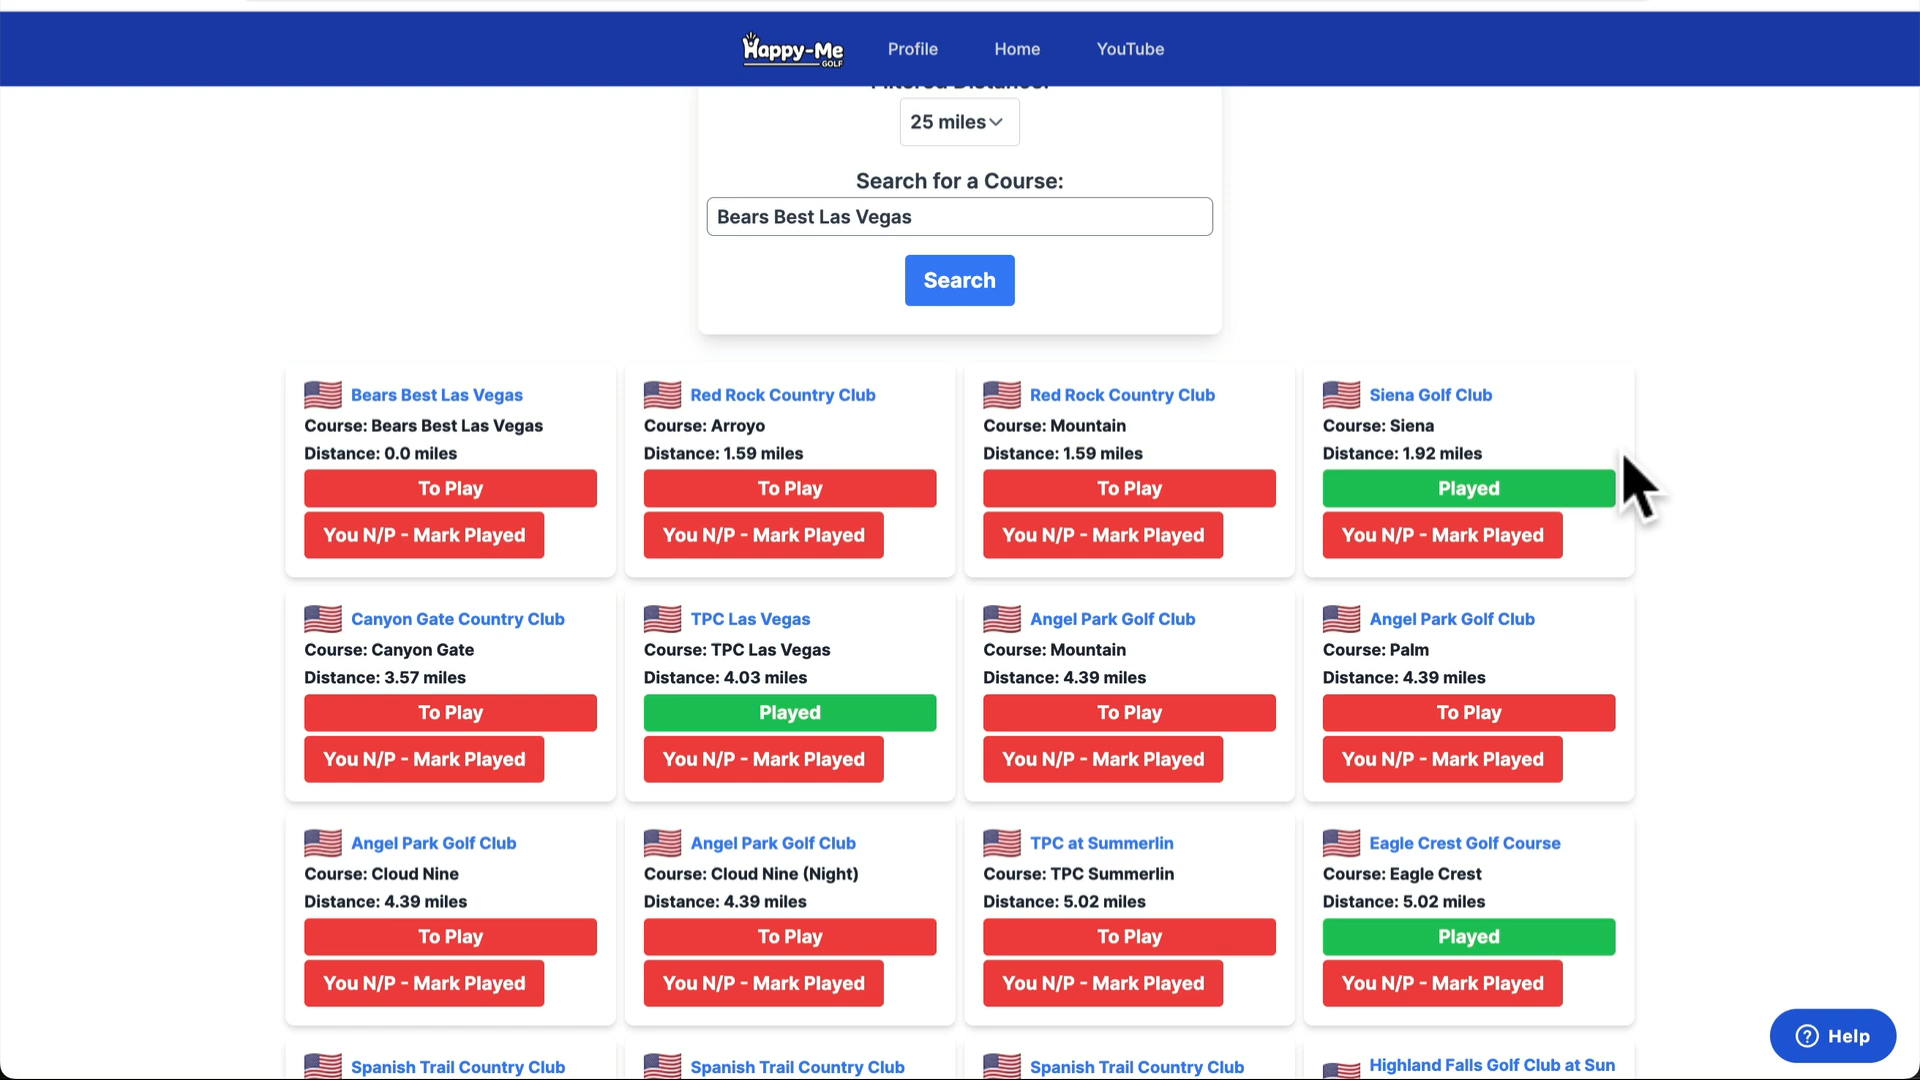 Happy-Me
GOLF
Profile
Home
YouTube
Filtered Distance:
25 miles
Search for a Course:
Bears Best Las Vegas
Search
Bears Best Las Vegas
Course: Bears Best Las Vegas
Distance: 0.0 miles
To Play
You N/P - Mark Played
Red Rock Country Club
Course: Arroyo
Distance: 1.59 miles
To Play
You N/P - Mark Played
Red Rock Country Club
Course: Mountain
Distance: 1.59 miles
To Play
You N/P - Mark Played
Siena Golf Club
Course: Siena
Distance: 1.92 miles
Played
You N/P - Mark Played
Canyon Gate Country Club
Course: Canyon Gate
Distance: 3.57 miles
To Play
You N/P - Mark Played
TPC Las Vegas
Course: TPC Las Vegas
Distance: 4.03 miles
Played
You N/P - Mark Played
Angel Park Golf Club
Course: Mountain
Distance: 4.39 miles
To Play
You N/P - Mark Played
Angel Park Golf Club
Course: Palm
Distance: 4.39 miles
To Play
You N/P - Mark Played
Angel Park Golf Club
Course: Cloud Nine
Distance: 4.39 miles
To Play
You N/P - Mark Played
Angel Park Golf Club
Course: Cloud Nine (Night)
Distance: 4.39 miles
To Play
You N/P - Mark Played
TPC at Summerlin
Course: TPC Summerlin
Distance: 5.02 miles
To Play
You N/P - Mark Played
Eagle Crest Golf Course
Course: Eagle Crest
Distance: 5.02 miles
Played
You N/P - Mark Played
Spanish Trail Country Club
Spanish Trail Country Club
Spanish Trail Country Club
Highland Falls Golf Club at Sun
Help